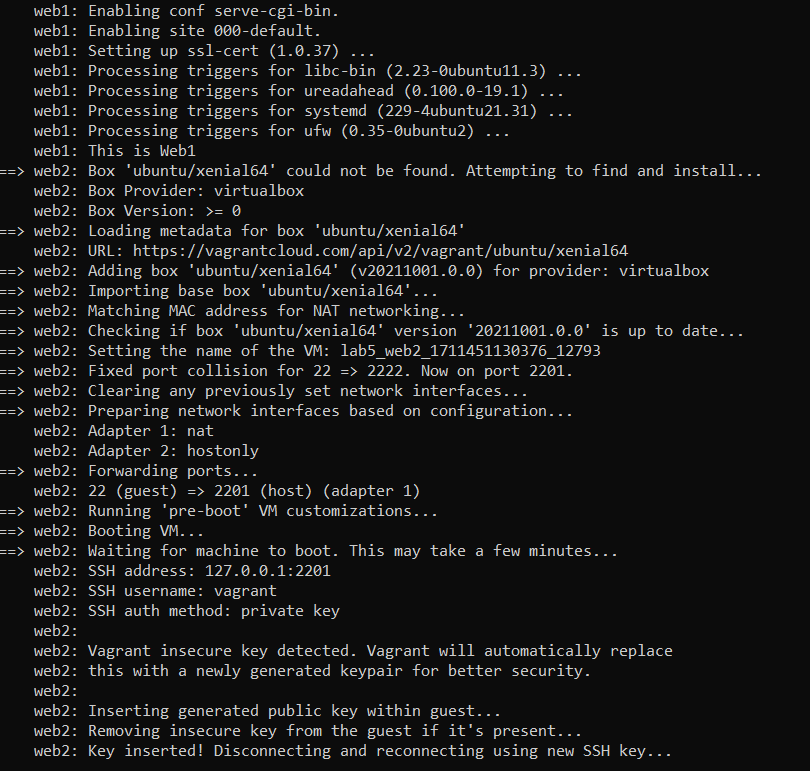 web1: Enabling conf serve-cgi-bin.
web1: Enabling site 000-default.
web1: Setting up ssl-cert (1.0.37) ...
web1: Processing triggers for libc-bin (2.23-0ubuntu11.3) ...
web1: Processing triggers for ureadahead (0.100.0-19.1) ...
web1: Processing triggers for systemd (229-4ubuntu21.31) ...
web1: Processing triggers for ufw (0.35-0ubuntu2) ...
web1: This is Web1
==> web2: Box 'ubuntu/xenial64' could not be found. Attempting to find and install...
web2: Box Provider: virtualbox
web2: Box Version: >= 0
==> web2: Loading metadata for box 'ubuntu/xenial64'
web2: URL: https://vagrantcloud.com/api/v2/vagrant/ubuntu/xenial64
==> web2: Adding box 'ubuntu/xenial64' (v20211001.0.0) for provider: virtualbox
==> web2: Importing base box 'ubuntu/xenial64'...
==> web2: Matching MAC address for NAT networking...
==> web2: Checking if box 'ubuntu/xenial64' version '20211001.0.0' is up to date...
==> web2: Setting the name of the VM: lab5_web2_1711451130376_12793
==> web2: Fixed port collision for 22 => 2222. Now on port 2201.
==> web2: Clearing any previously set network interfaces...
==> web2: Preparing network interfaces based on configuration...
web2: Adapter 1: nat
web2: Adapter 2: hostonly
==> web2: Forwarding ports...
web2: 22 (guest) => 2201 (host) (adapter 1)
==> web2: Running 'pre-boot' VM customizations...
==> web2: Booting VM...
==> web2: Waiting for machine to boot. This may take a few minutes...
web2: SSH address: 127.0.0.1:2201
web2: SSH username: vagrant
web2: SSH auth method: private key
web2:
web2: Vagrant insecure key detected. Vagrant will automatically replace
web2: this with a newly generated keypair for better security.
web2:
web2: Inserting generated public key within guest...
web2: Removing insecure key from the guest if it's present...
web2: Key inserted! Disconnecting and reconnecting using new SSH key...